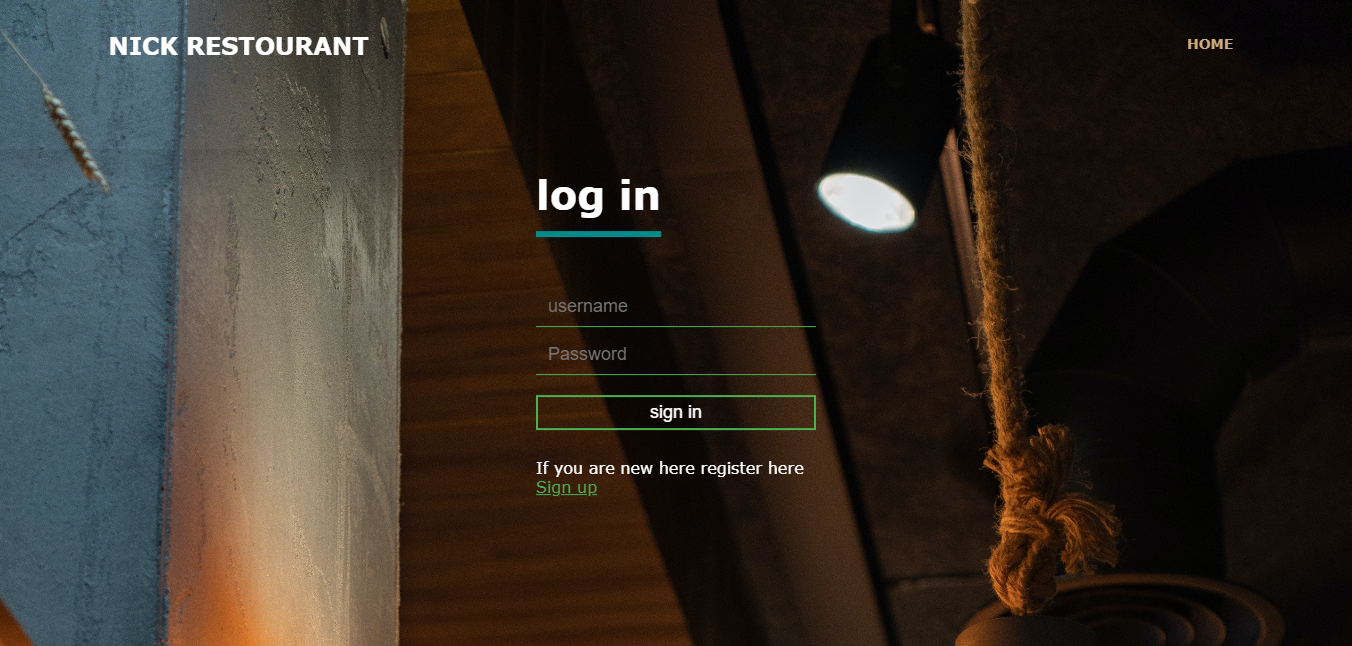 NICK RESTOURANT
HOME
log in
username
Password
sign in
If you are new here register here
Sign up